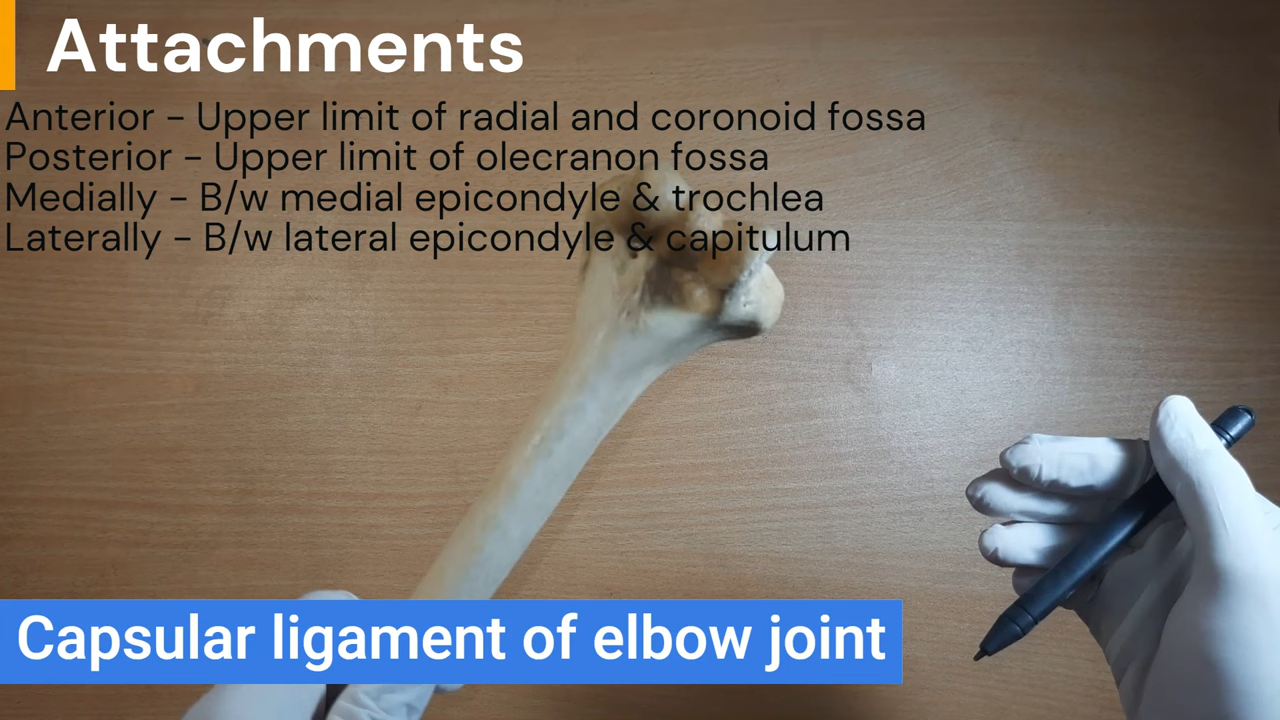 Attachments
Anterior - Upper limit of radial and coronoid fossa
Posterior - Upper limit of olecranon fossa
Medially - B/w medial epicondyle & trochlea
Laterally - B/w lateral epicondyle & capitulum
Capsular ligament of elbow joint